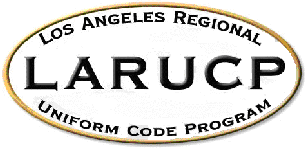 LOS ANGELES REGIONAL
LARUCP
UNIFORM CODE PROGRAM